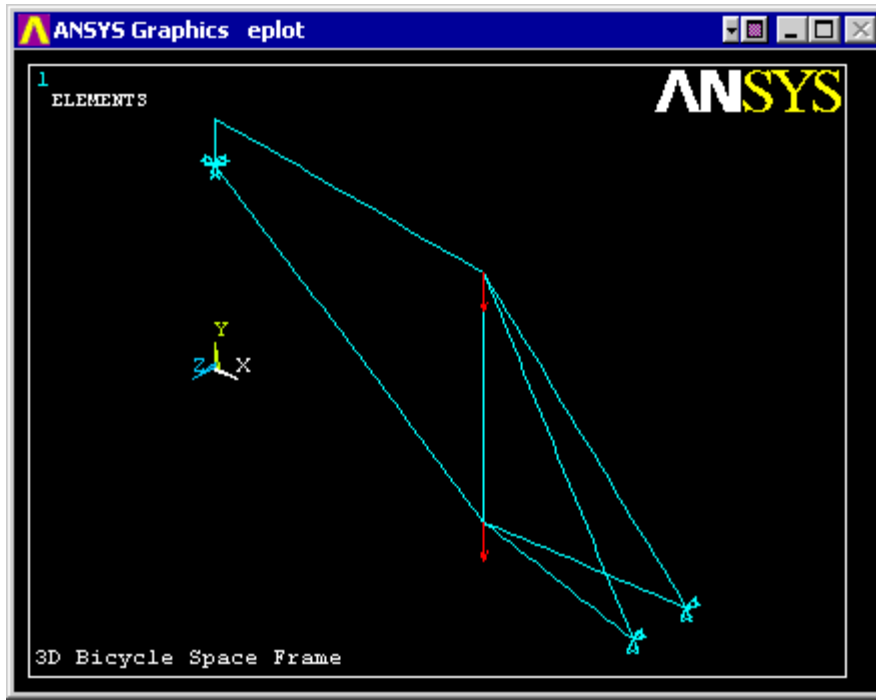 ANSYS Graphics eplot
1
ELEMENTS
ANSYS
Y
Z X
3D Bicycle Space Frame